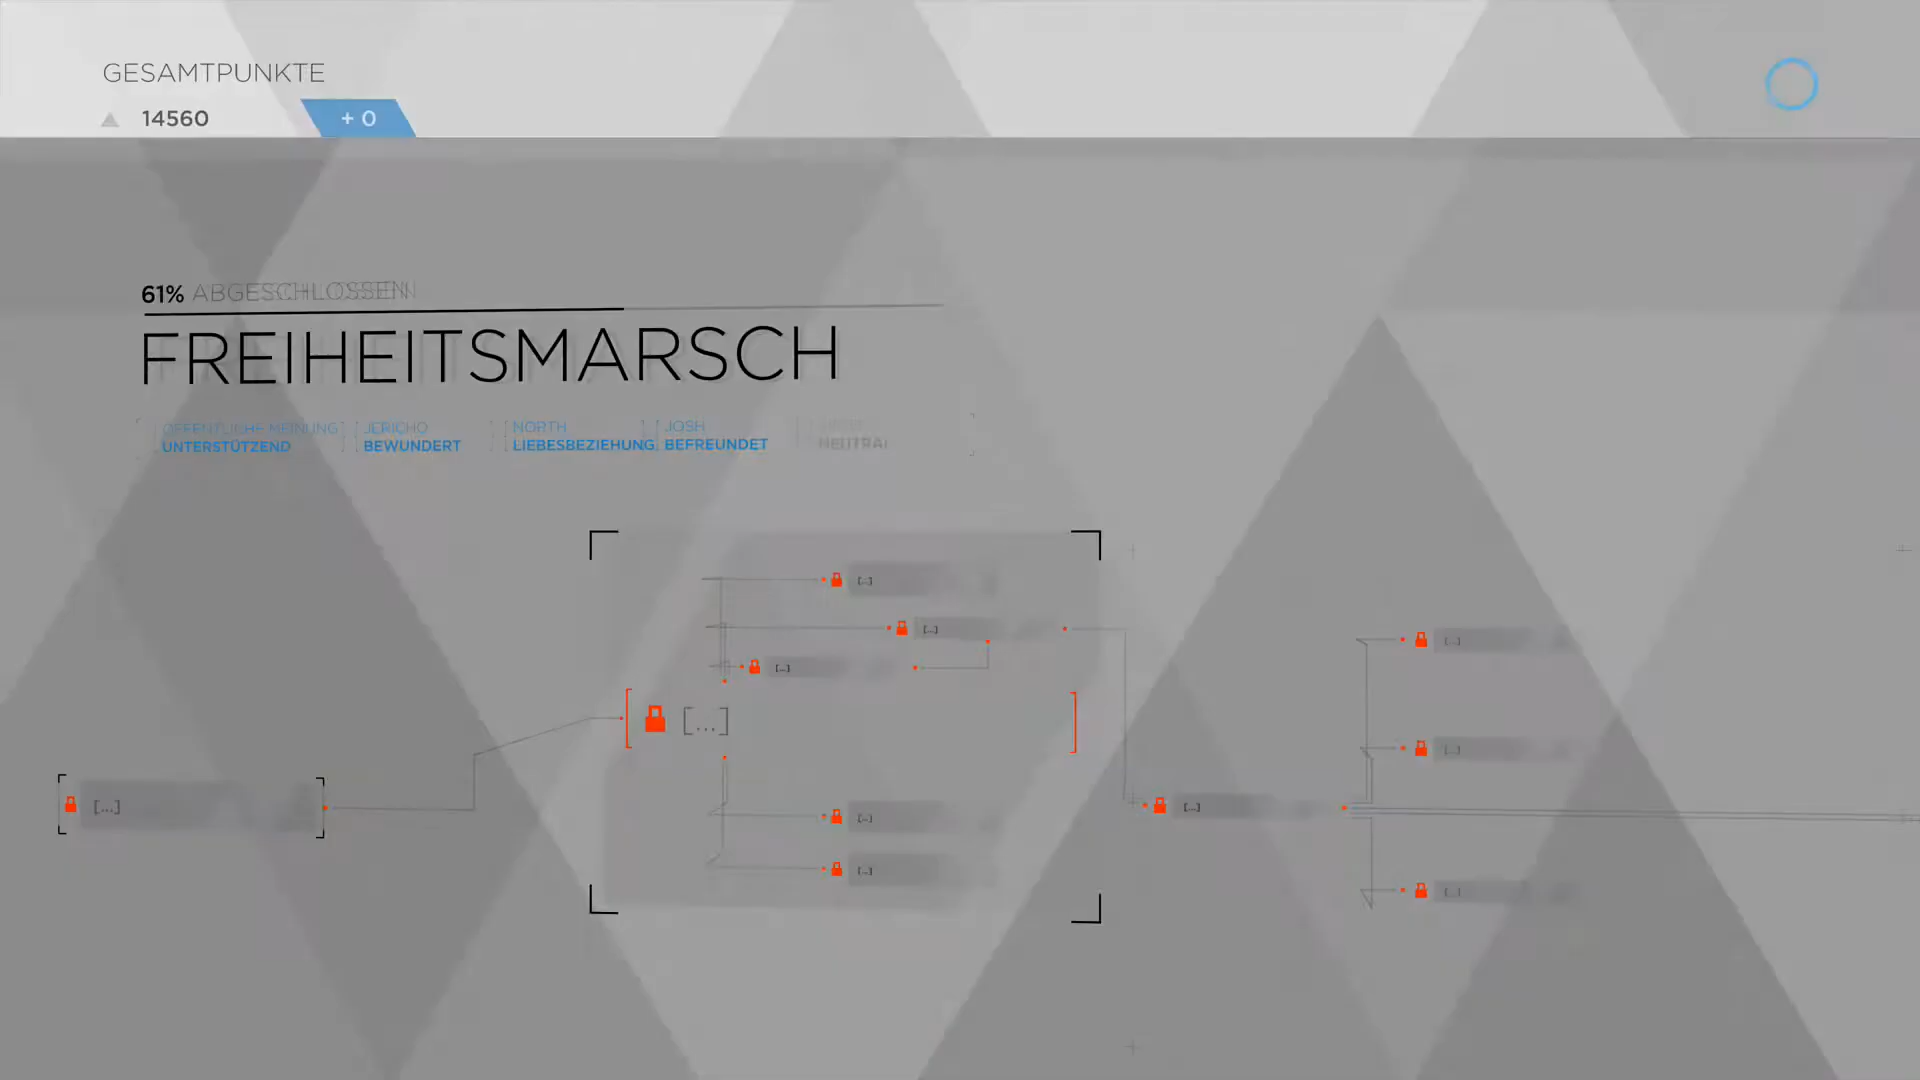 GESAMTPUNKTE
14560
+ 0
61% ABGESCHLOSSEN
FREIHEITSMARSCH
ÖFFENTLICHE MEINUNG
UNTERSTÜTZEND
JERICHO
BEWUNDERT
NORTH
LIEBESBEZIEHUNG
JOSH
BEFREUNDET
NEUTRAL
[...]
[...]
[...]
[...]
[...]
[...]
[...]
[...]
[...]
[...]
[...]